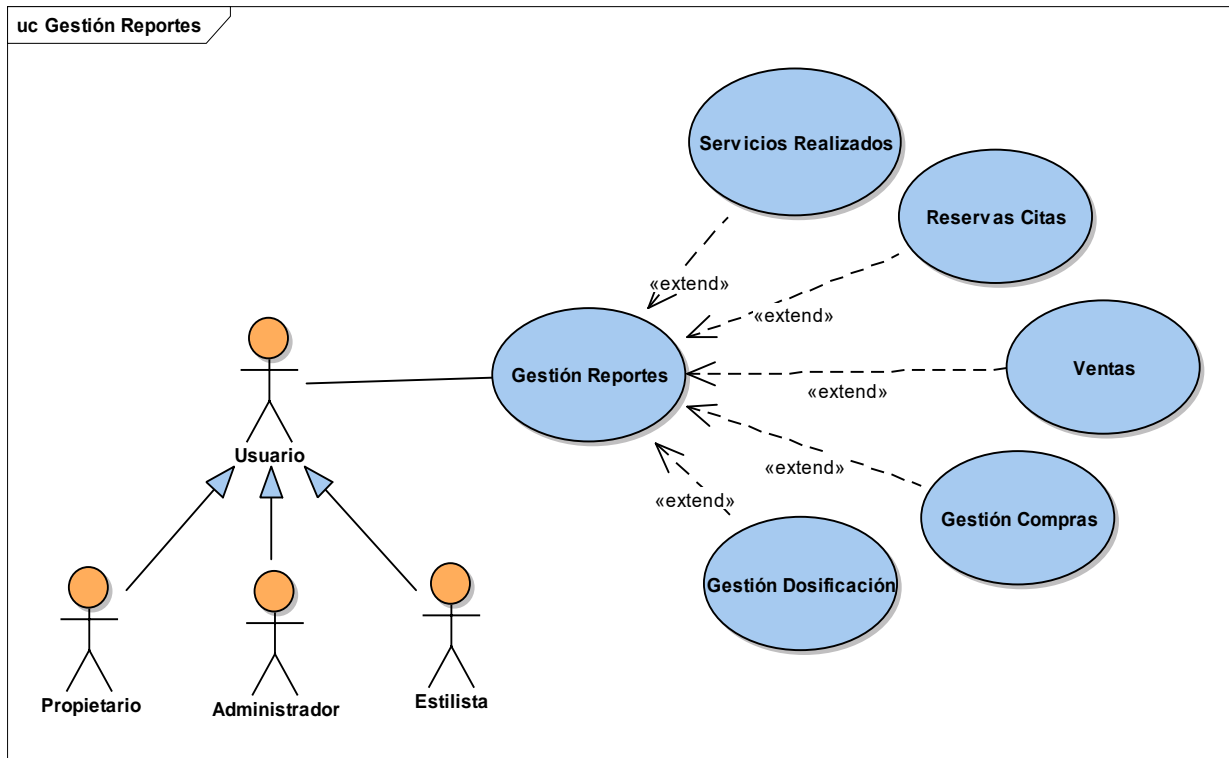 uc Gestión Reportes
Servicios Realizados
Reservas Citas
«extend»
«extend»
Gestión Reportes
Ventas
«extend»
Usuario
«extend»
«extend»
Gestión Compras
Gestión Dosificación
Propietario
Administrador
Estilista